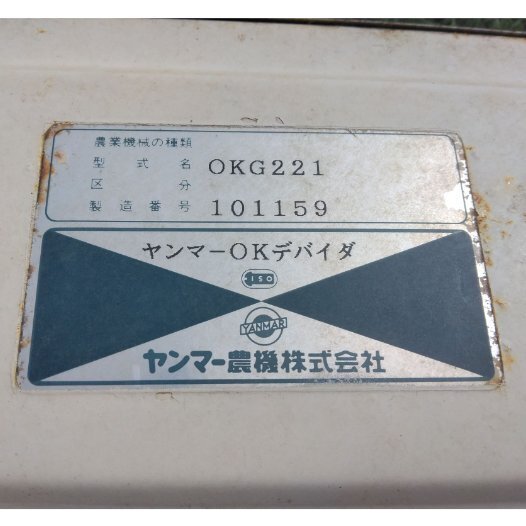 農業機械の種類
型式名 OKG221
区分
製造番号 101159
ヤンマーOKデバイダ
ISO
YANMAR
ヤンマー農機株式会社